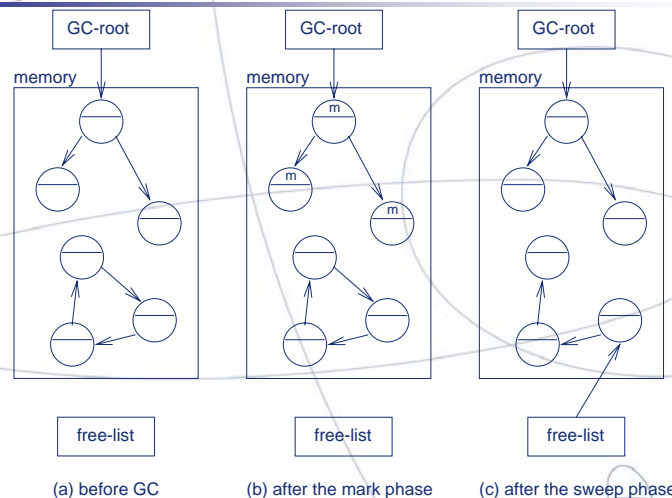 GC-root
memory
m
m
m
free-list
(a) before GC
GC-root
memory
free-list
(b) after the mark phase
GC-root
memory
free-list
(c) after the sweep phase